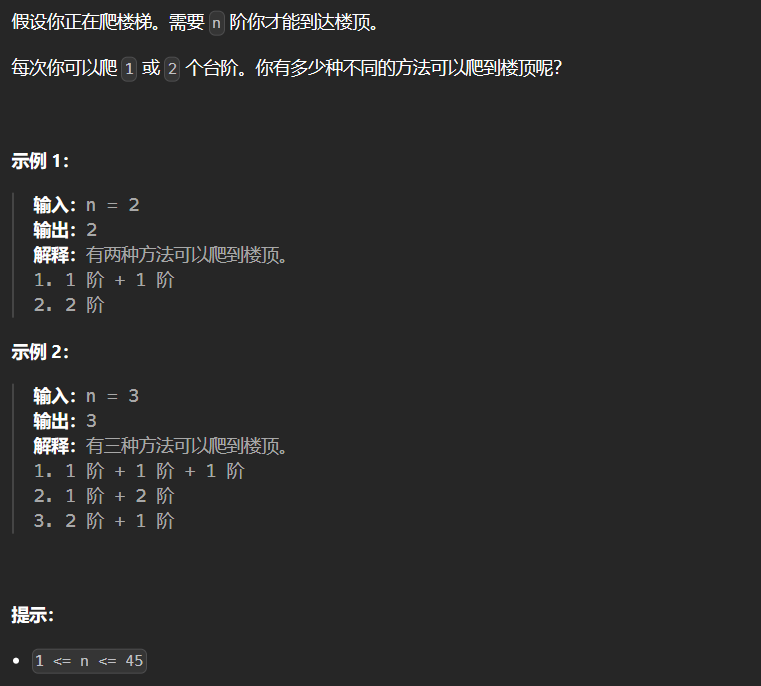 假设你正在爬楼梯。需要 n 阶你才能到达楼顶。
每次你可以爬 1 或 2 个台阶。你有多少种不同的方法可以爬到楼顶呢？
示例 1：
输入：n = 2
输出：2
解释：有两种方法可以爬到楼顶。
1. 1 阶 + 1 阶
2. 2 阶
示例 2：
输入：n = 3
输出：3
解释：有三种方法可以爬到楼顶。
1. 1 阶 + 1 阶 + 1 阶
2. 1 阶 + 2 阶
3. 2 阶 + 1 阶
提示：
• 1 <= n <= 45